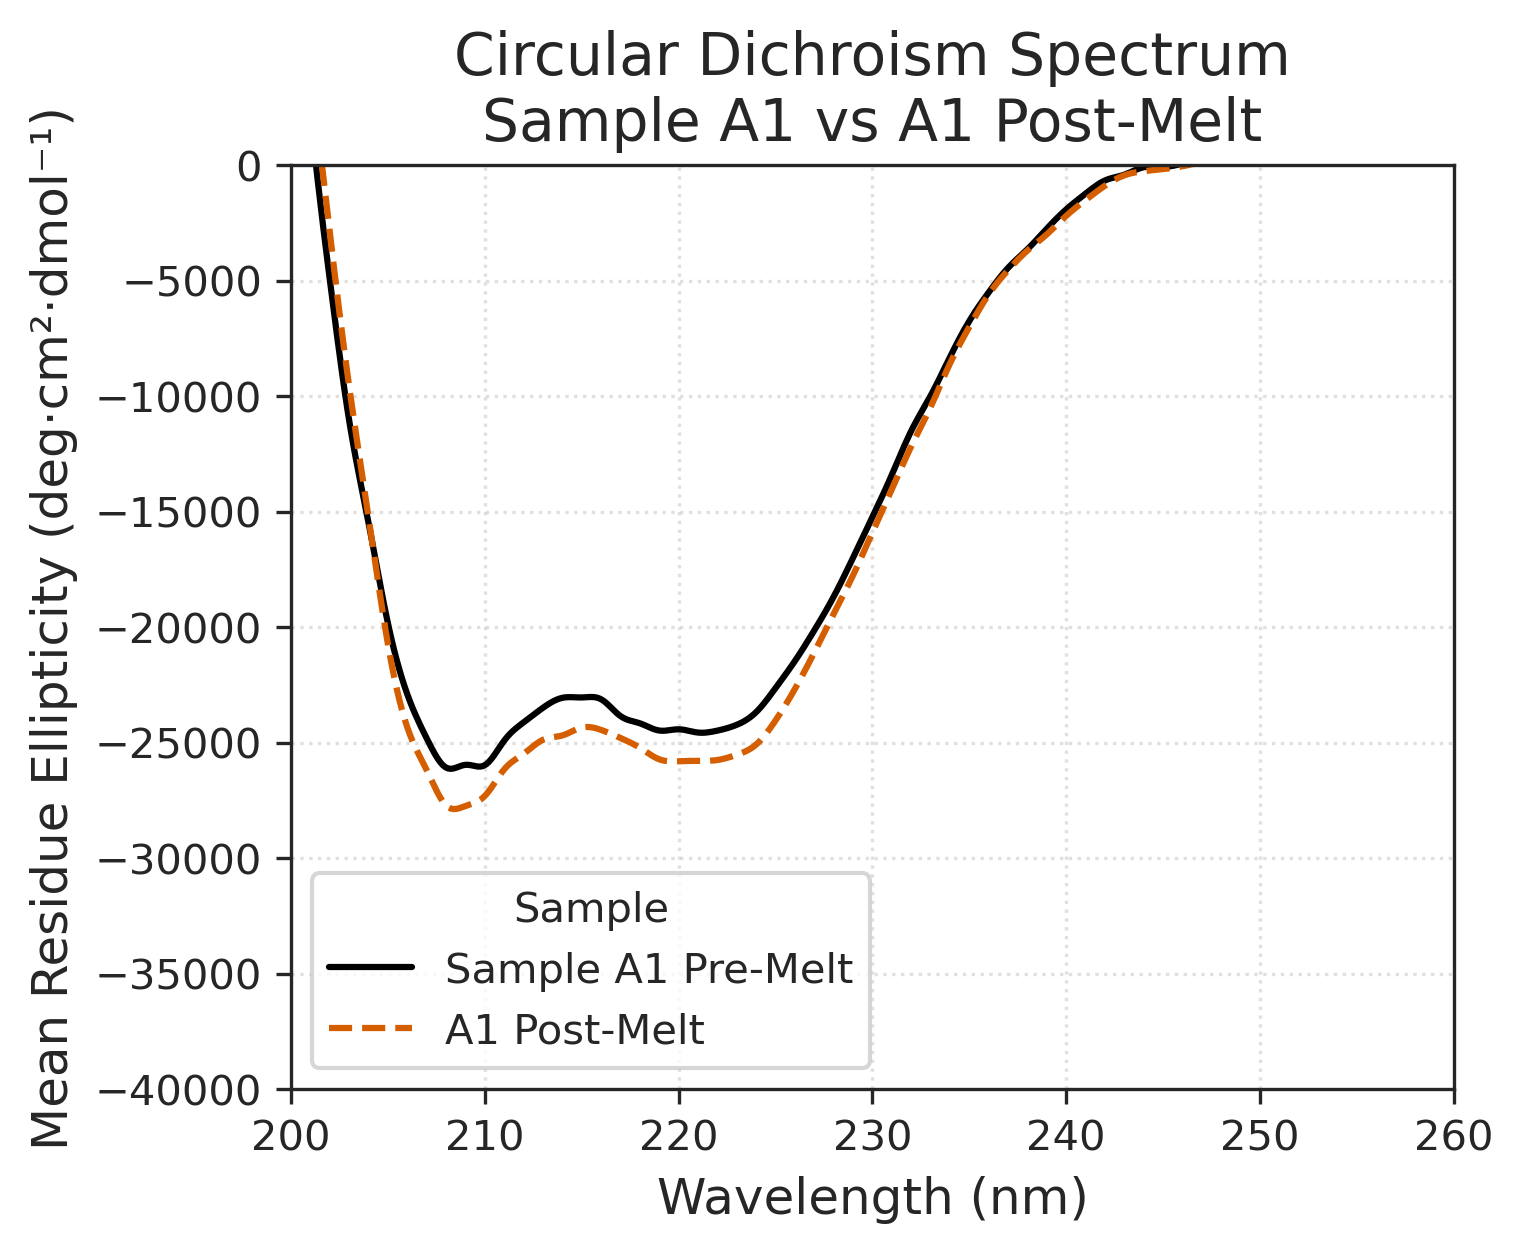 Circular Dichroism Spectrum
Sample A1 vs A1 Post-Melt
Mean Residue Ellipticity (deg·cm²·dmol⁻¹)
0
−5000
−10000
−15000
−20000
−25000
−30000
−35000
−40000
Sample
Sample A1 Pre-Melt
A1 Post-Melt
200 210 220 230 240 250 260
Wavelength (nm)